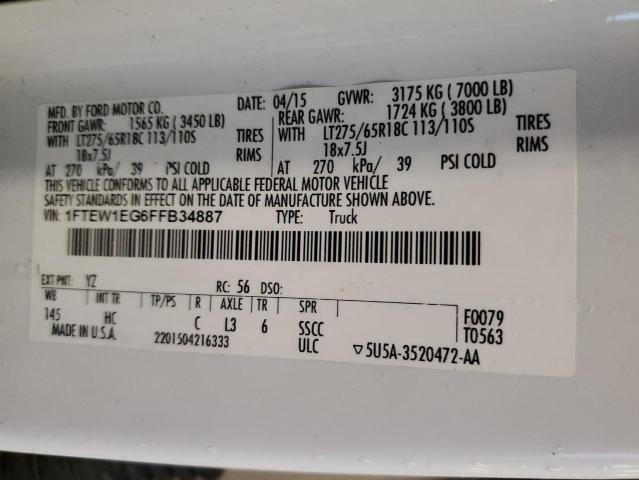 MFD. BY FORD MOTOR CO.
DATE: 04/15 GVWR: 3175 KG ( 7000 LB)
FRONT GAWR: 1565 KG ( 3450 LB)
REAR GAWR: 1724 KG ( 3800 LB)
WITH LT275/65R18C 113/110S TIRES
WITH LT275/65R18C 113/110S TIRES
18x7.5J RIMS
18x7.5J RIMS
AT 270 kPa/ 39 PSI COLD
AT 270 kPa/ 39 PSI COLD
THIS VEHICLE CONFORMS TO ALL APPLICABLE FEDERAL MOTOR VEHICLE
SAFETY STANDARDS IN EFFECT ON THE DATE OF MANUFACTURE SHOWN ABOVE.
VIN: 1FTEW1EG6FFB34887 TYPE: Truck
EXT PNT: YZ RC: 56 DSO:
WB INT TR TP/PS R AXLE TR SPR
145 HC C L3 6 SSCC
F0079
T0563
MADE IN U.S.A. 2201504216333 ULC ▽5U5A-3520472-AA